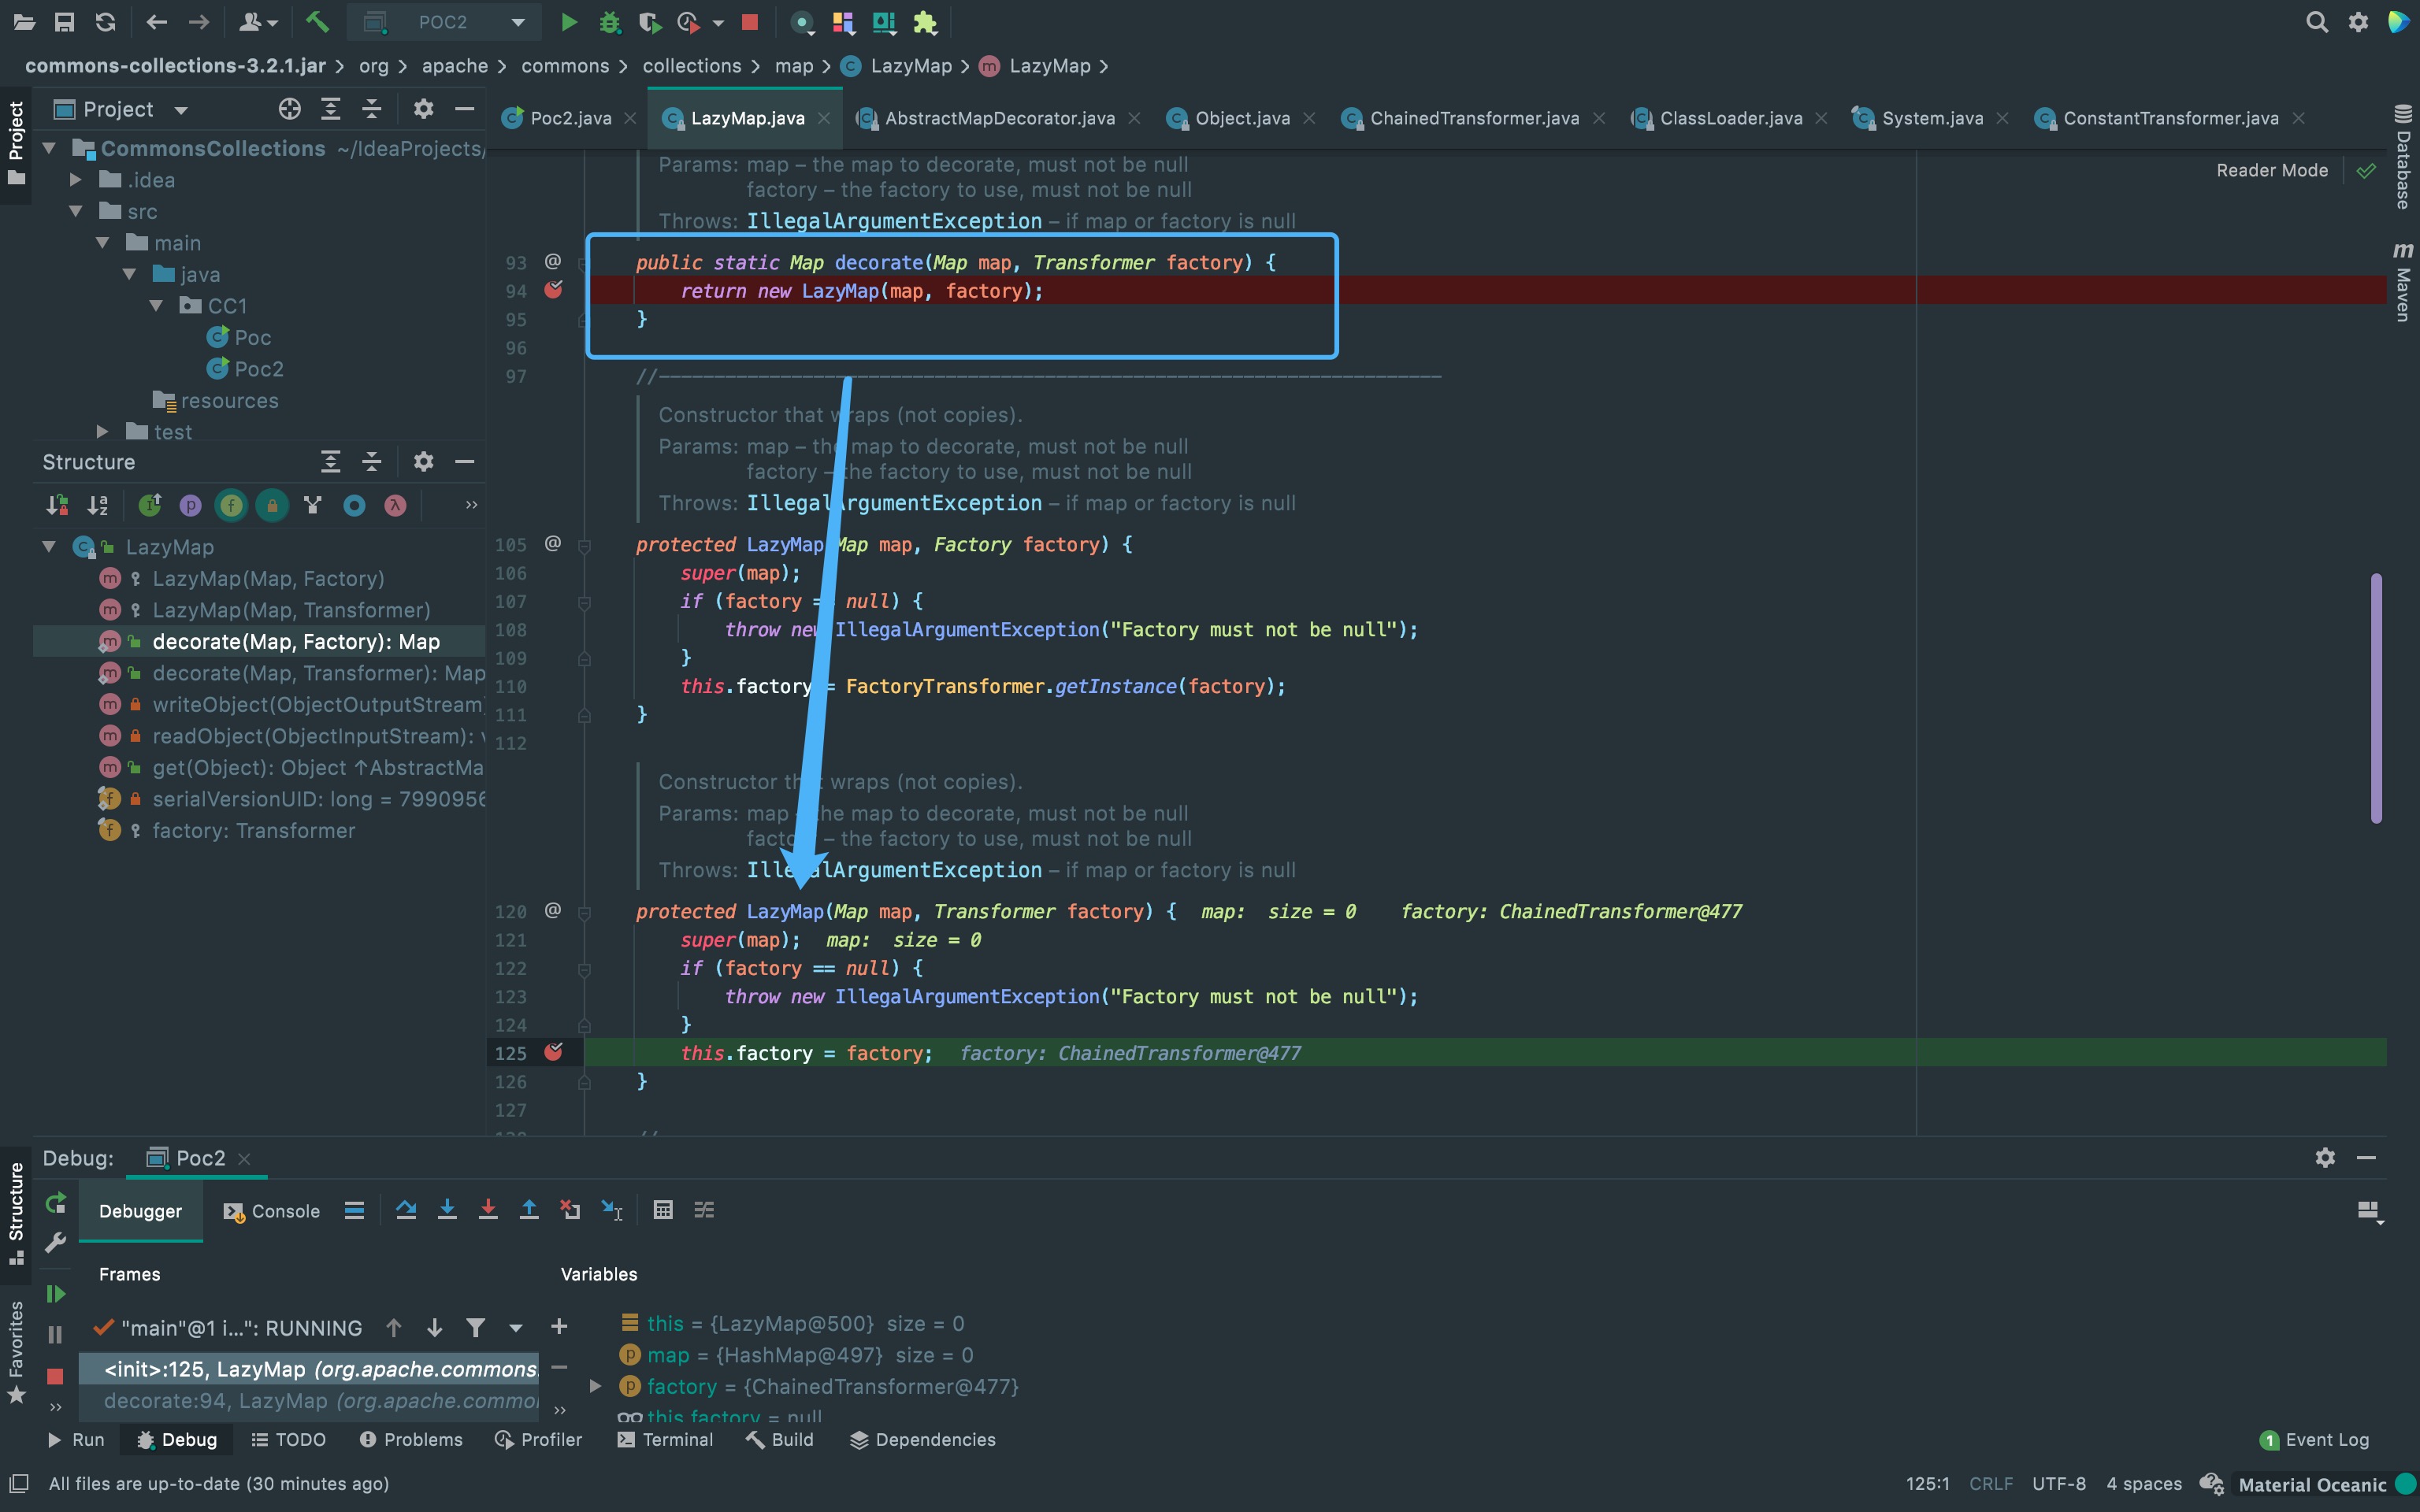 POC2
commons-collections-3.2.1.jar > org > apache > commons > collections > map > LazyMap > LazyMap >
Project
Project
CommonsCollections ~/IdeaProjects/
.idea
src
main
java
CC1
Poc
Poc2
resources
test
Structure
LazyMap
LazyMap(Map, Factory)
LazyMap(Map, Transformer)
decorate(Map, Factory): Map
decorate(Map, Transformer): Map
writeObject(ObjectOutputStream)
readObject(ObjectInputStream):
get(Object): Object ↑AbstractMa
serialVersionUID: long = 7990956
factory: Transformer
Poc2.java
LazyMap.java
AbstractMapDecorator.java
Object.java
ChainedTransformer.java
ClassLoader.java
System.java
ConstantTransformer.java
Reader Mode
Database
Maven
Params: map – the map to decorate, must not be null
factory – the factory to use, must not be null
Throws: IllegalArgumentException – if map or factory is null
93 @ public static Map decorate(Map map, Transformer factory) {
94 return new LazyMap(map, factory);
95 }
96
97 //
Constructor that wraps (not copies).
Params: map – the map to decorate, must not be null
factory – the factory to use, must not be null
Throws: IllegalArgumentException – if map or factory is null
105 @ protected LazyMap(Map map, Factory factory) {
106 super(map);
107 if (factory == null) {
108 throw new IllegalArgumentException("Factory must not be null");
109 }
110 this.factory = FactoryTransformer.getInstance(factory);
111 }
112
Constructor that wraps (not copies).
Params: map – the map to decorate, must not be null
factory – the factory to use, must not be null
Throws: IllegalArgumentException – if map or factory is null
120 @ protected LazyMap(Map map, Transformer factory) { map: size = 0 factory: ChainedTransformer@477
121 super(map); map: size = 0
122 if (factory == null) {
123 throw new IllegalArgumentException("Factory must not be null");
124 }
125 this.factory = factory; factory: ChainedTransformer@477
126 }
127
Structure
Favorites
Debug: Poc2
Debugger
Console
Frames
Variables
"main"@1 i...": RUNNING
<init>:125, LazyMap (org.apache.commons.
decorate:94, LazyMap (org.apache.commo
this = {LazyMap@500} size = 0
map = {HashMap@497} size = 0
factory = {ChainedTransformer@477}
this.factory = null
Run
Debug
TODO
Problems
Profiler
Terminal
Build
Dependencies
1 Event Log
All files are up-to-date (30 minutes ago)
125:1 CRLF UTF-8 4 spaces Material Oceanic